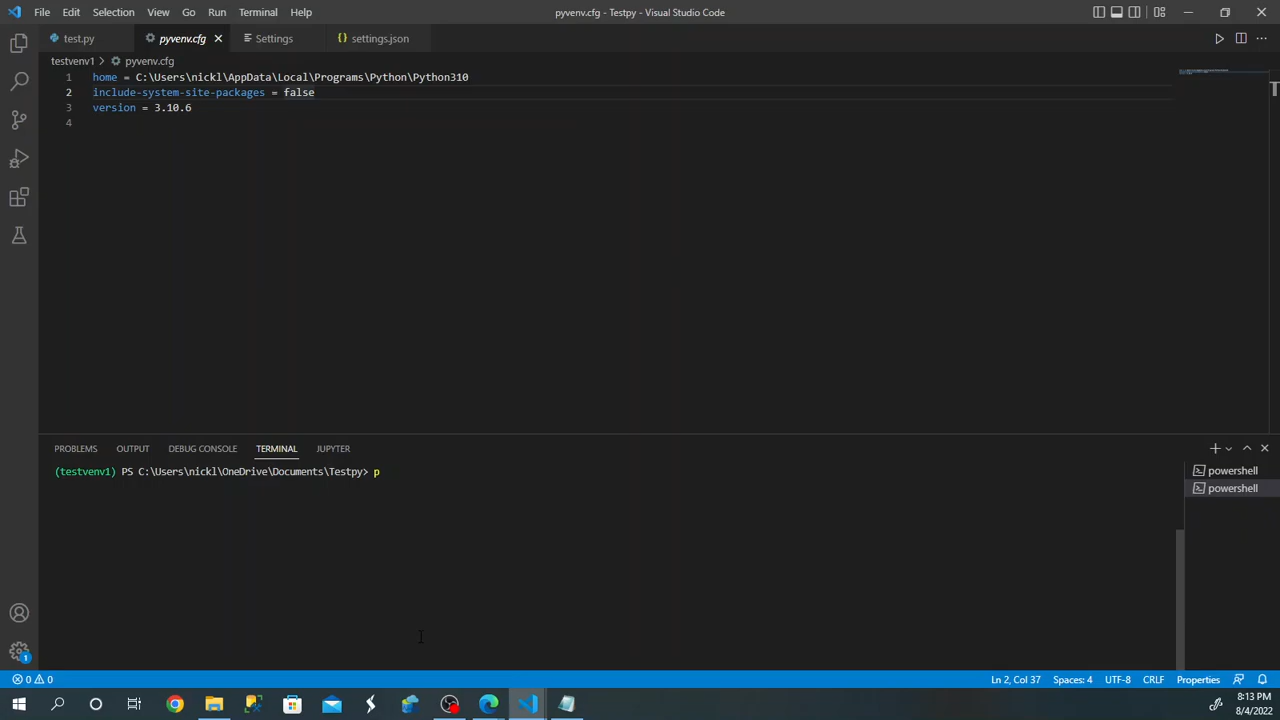 File Edit Selection View Go Run Terminal Help
pyvenv.cfg - Testpy - Visual Studio Code
test.py
pyvenv.cfg
Settings
{} settings.json
testvenv1 > pyvenv.cfg
1 home = C:\Users\nickl\AppData\Local\Programs\Python\Python310
2 include-system-site-packages = false
3 version = 3.10.6
4
PROBLEMS OUTPUT DEBUG CONSOLE TERMINAL JUPYTER
(testvenv1) PS C:\Users\nickl\OneDrive\Documents\Testpy> p
powershell
powershell
1
0 0
Ln 2, Col 37 Spaces: 4 UTF-8 CRLF Properties
8:13 PM
8/4/2022